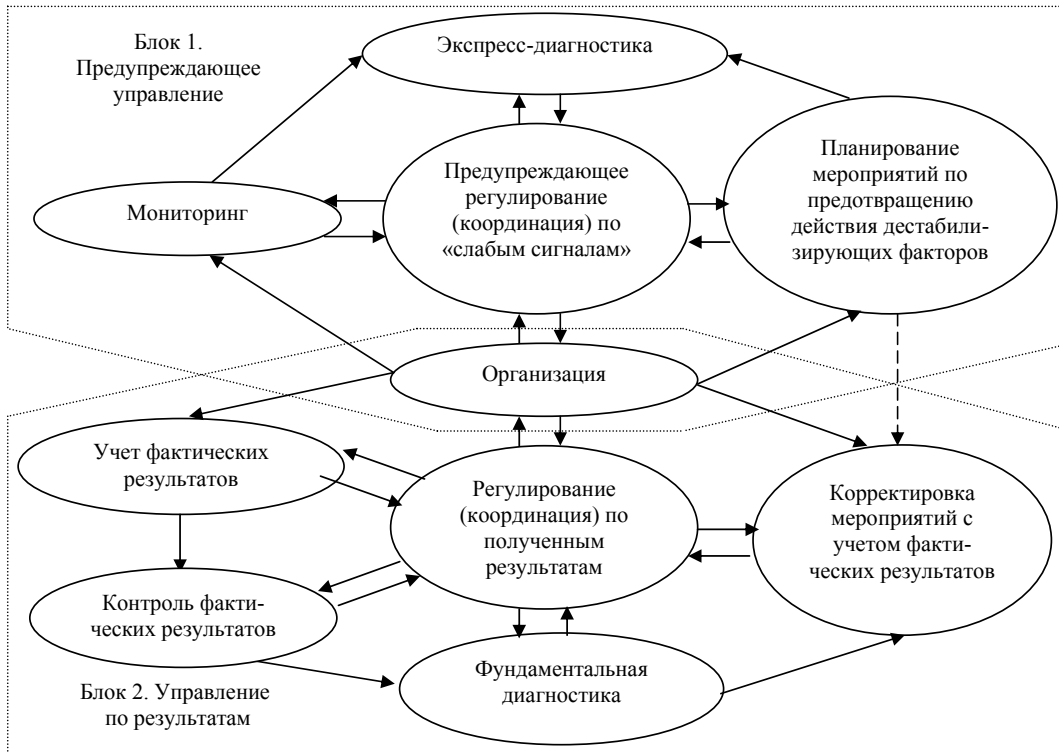 Блок 1.
Предупреждающее
управление
Экспресс-диагностика
Мониторинг
Предупреждающее
регулирование
(координация) по
«слабым сигналам»
Планирование
мероприятий по
предотвращению
действия дестабили-
зирующих факторов
Организация
Учет фактических
результатов
Регулирование
(координация) по
полученным
результатам
Корректировка
мероприятий с
учетом факти-
ческих результатов
Контроль факти-
ческих результатов
Фундаментальная
диагностика
Блок 2. Управление
по результатам